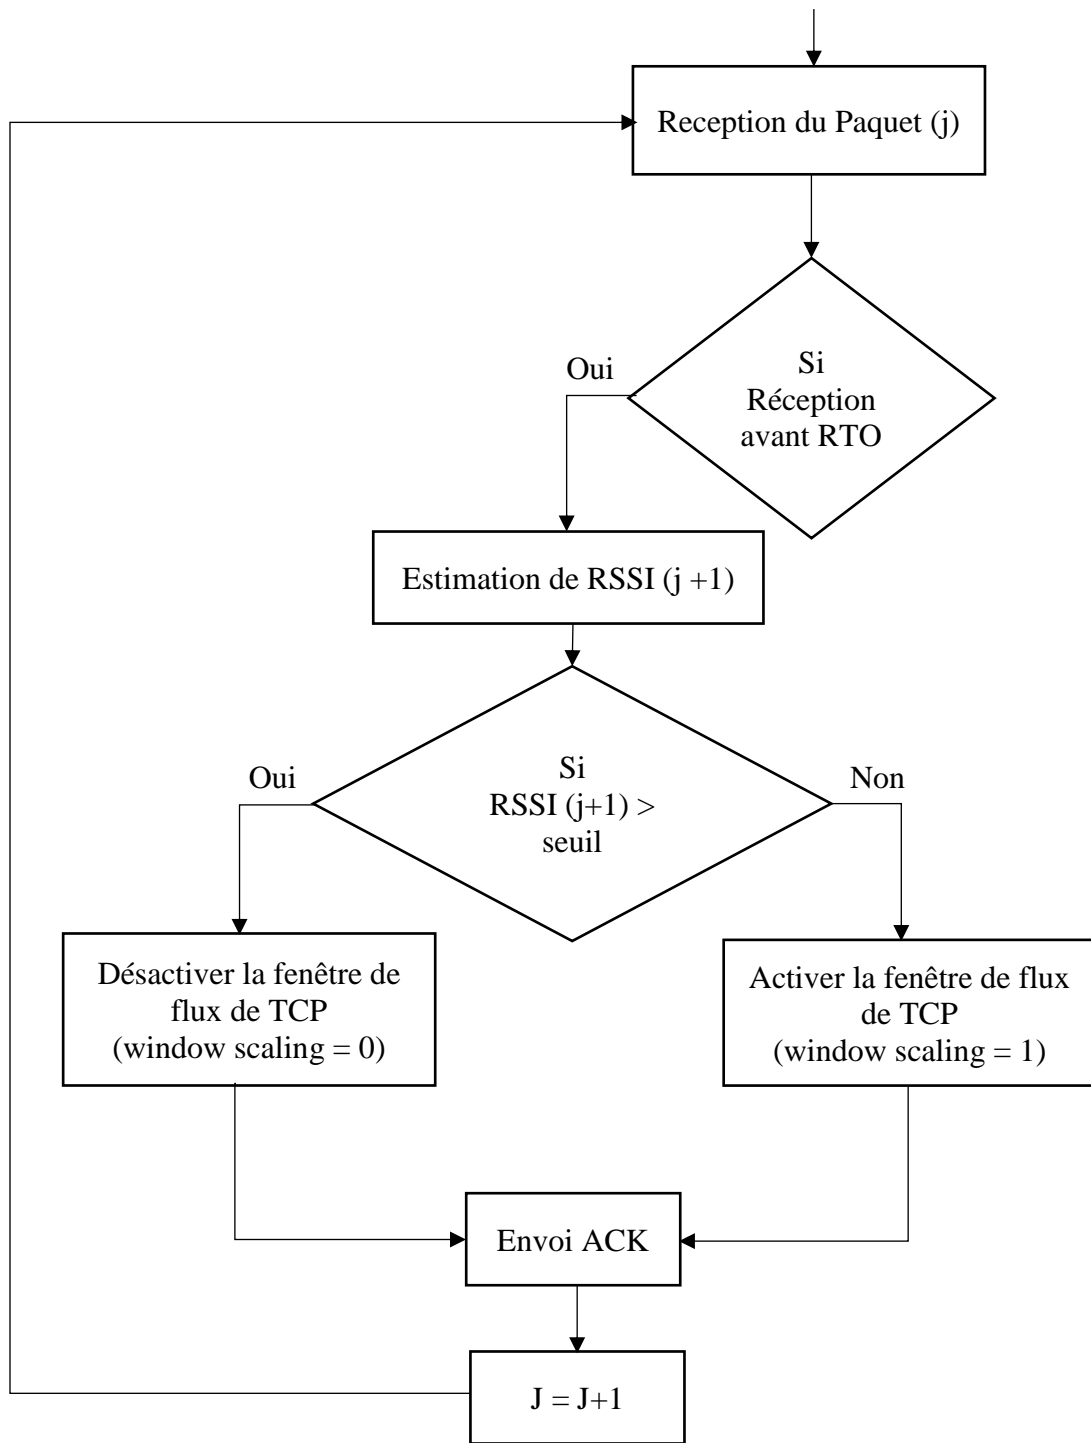 Reception du Paquet (j)
Si
Réception
avant RTO
Oui
Estimation de RSSI (j +1)
Si
RSSI (j+1) >
seuil
Oui
Non
Désactiver la fenêtre de
flux de TCP
(window scaling = 0)
Activer la fenêtre de flux
de TCP
(window scaling = 1)
Envoi ACK
J = J+1